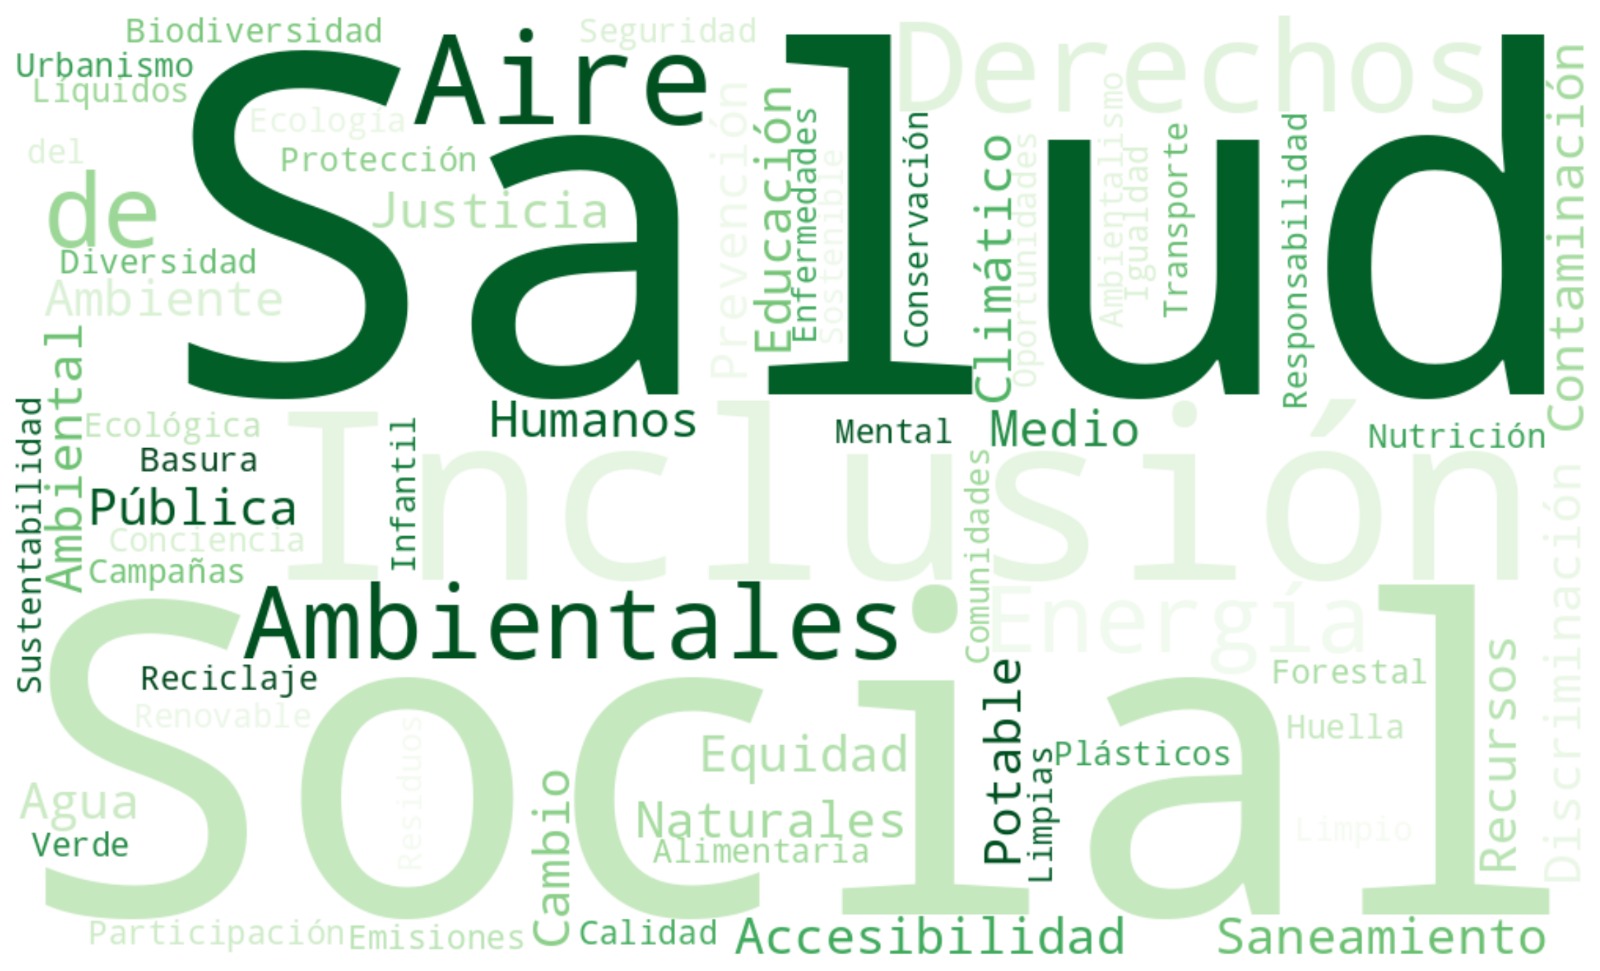 Biodiversidad
Seguridad
Derechos
Aire
Urbanismo
Líquidos
Salud
Ecología
del
Protección
Justicia
de
Diversidad
Ambiente
Prevención
Educación
Enfermedades
Sostenible
Conservación
Climático
Oportunidades
Ambientalismo
Igualdad
Transporte
Responsabilidad
Contaminación
Ambiental
Sustentabilidad
Ecológica
Humanos
Mental
Medio
Nutrición
Inclusión
Basura
Infantil
Pública
Conciencia
Campañas
Comunidades
Discriminación
Ambientales
Energía
Social
Reciclaje
Renovable
Residuos
Forestal
Huella
Recursos
Potable
Limpias
Plásticos
Equidad
Naturales
Alimentaria
Cambio
Agua
Verde
Limpio
Participación
Emisiones
Calidad
Accesibilidad
Saneamiento